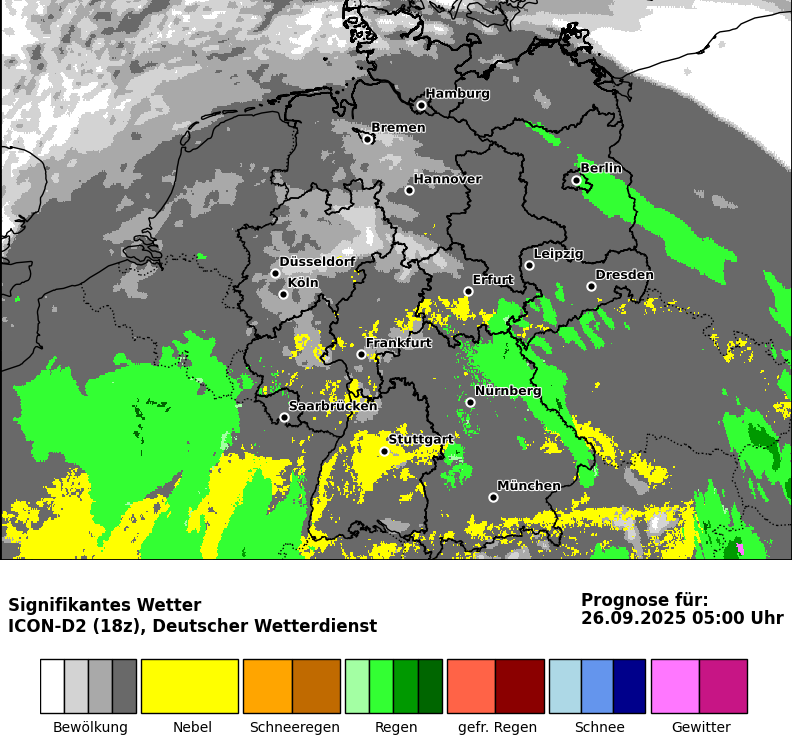 Hamburg
Bremen
Berlin
Hannover
Leipzig
Düsseldorf
Dresden
Köln
Erfurt
Frankfurt
Nürnberg
Saarbrücken
Stuttgart
München
Signifikantes Wetter
ICON-D2 (18z), Deutscher Wetterdienst
Prognose für:
26.09.2025 05:00 Uhr
Bewölkung Nebel Schneeregen Regen gefr. Regen Schnee Gewitter